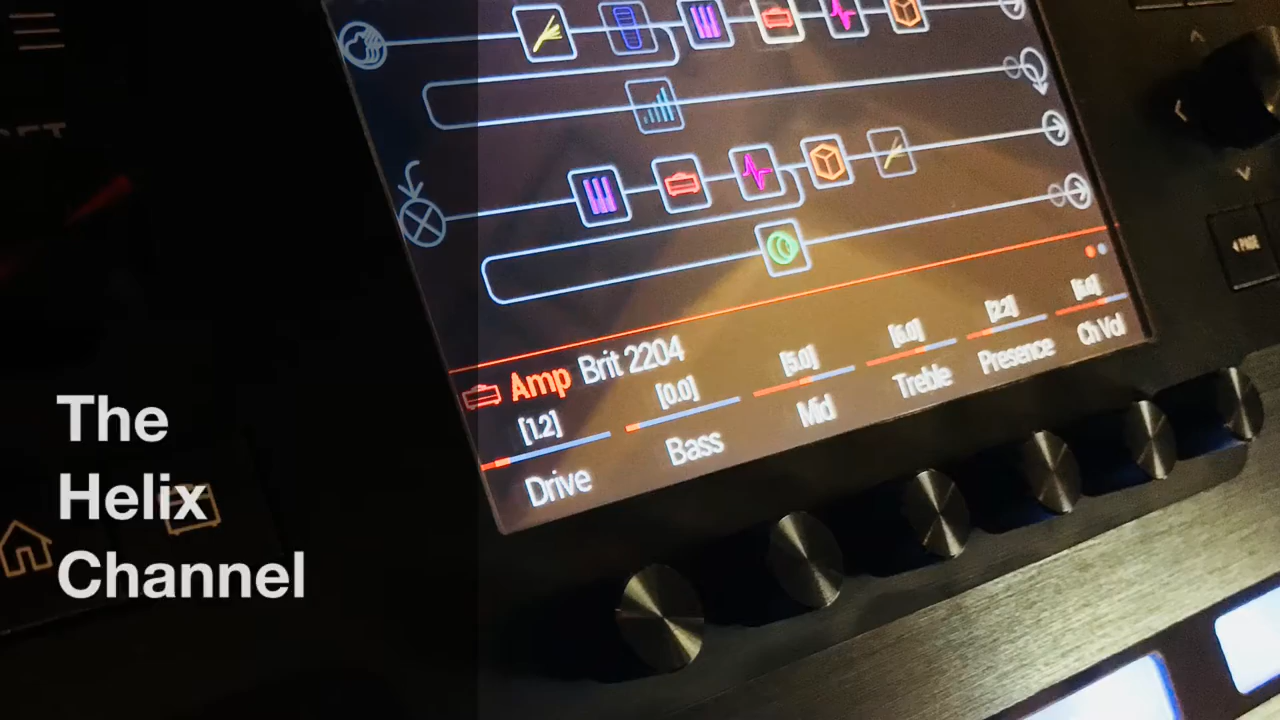 The
Helix
Channel
Amp Brit 2204
[1.2] [0.0] [5.0] [6.0] [2.2]
Drive Bass Mid Treble Presence Ch Vol
PAGE